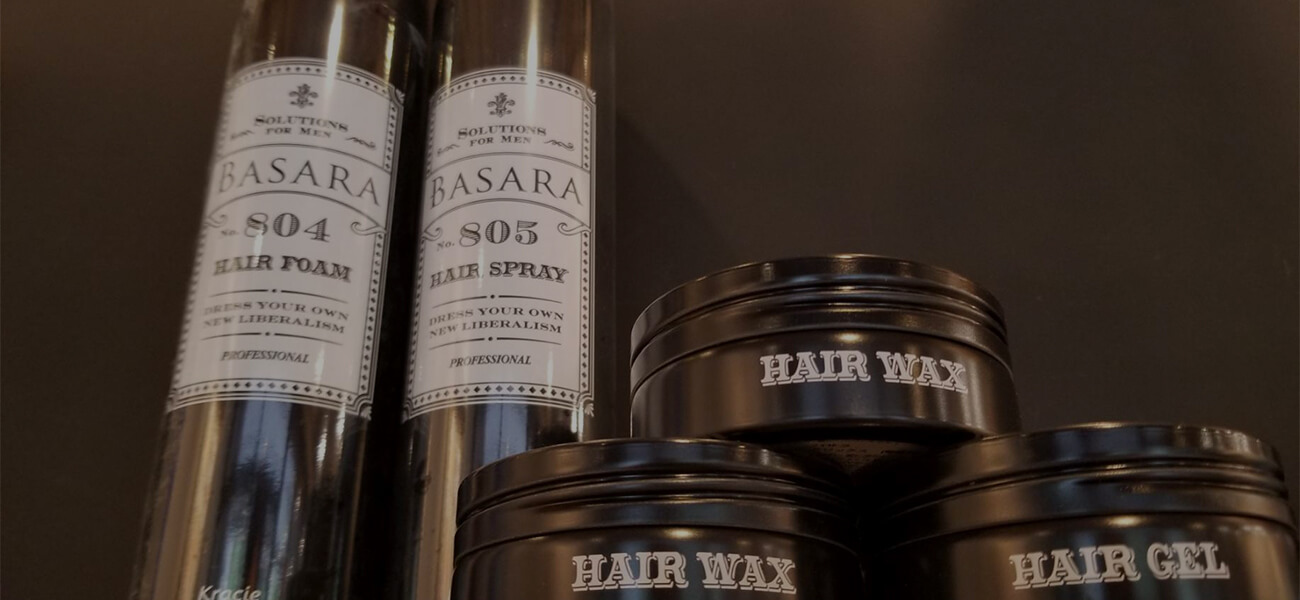 SOLUTIONS
FOR MEN
BASARA
No. 804
HAIR FOAM
DRESS YOUR OWN
NEW LIBERALISM
PROFESSIONAL
Kracie
SOLUTIONS
FOR MEN
BASARA
No. 805
HAIR SPRAY
DRESS YOUR OWN
NEW LIBERALISM
PROFESSIONAL
HAIR WAX
HAIR WAX
HAIR GEL